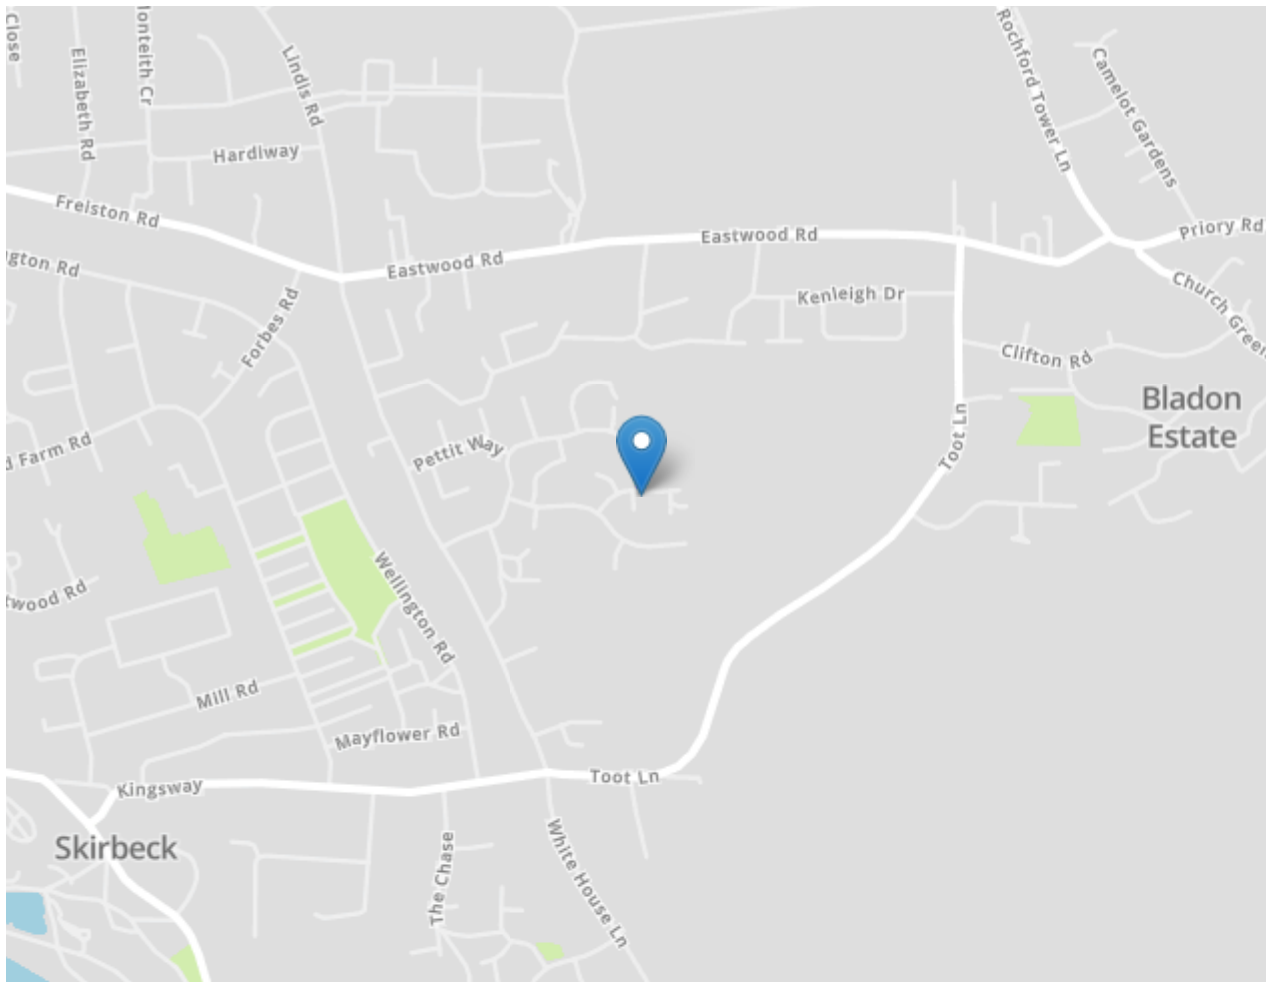 Close
Elizabeth Rd
onteith Cr
Lindis Rd
Hardiway
Rochford Tower Ln
Camelot Gardens
Freiston Rd
Eastwood Rd
Eastwood Rd
Priory Rd
gton Rd
Kenleigh Dr
Church Green
Forbes Rd
Clifton Rd
Bladon
Estate
Toot Ln
Pettit Way
d Farm Rd
Wellington Rd
twood Rd
Mill Rd
Mayflower Rd
Kingsway
Toot Ln
Skirbeck
The Chase
White House Ln